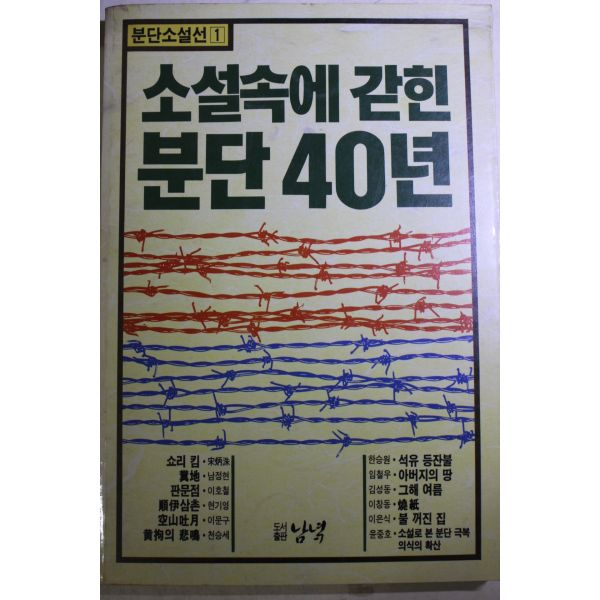 분단소설선 1
소설속에 갇힌
분단 40년
쇼리 킴 · 宋炳洙
糞地 · 남정현
판문점 · 이호철
順伊삼촌 · 현기영
空山吐月 · 이문구
黄拘의 悲鳴 · 천승세
한승원 · 석유 등잔불
임철우 · 아버지의 땅
김성동 · 그해 여름
이창동 · 燒紙
이은식 · 불 꺼진 집
윤중호 · 소설로 본 분단 극복
의식의 확산
도서
출판 남녘